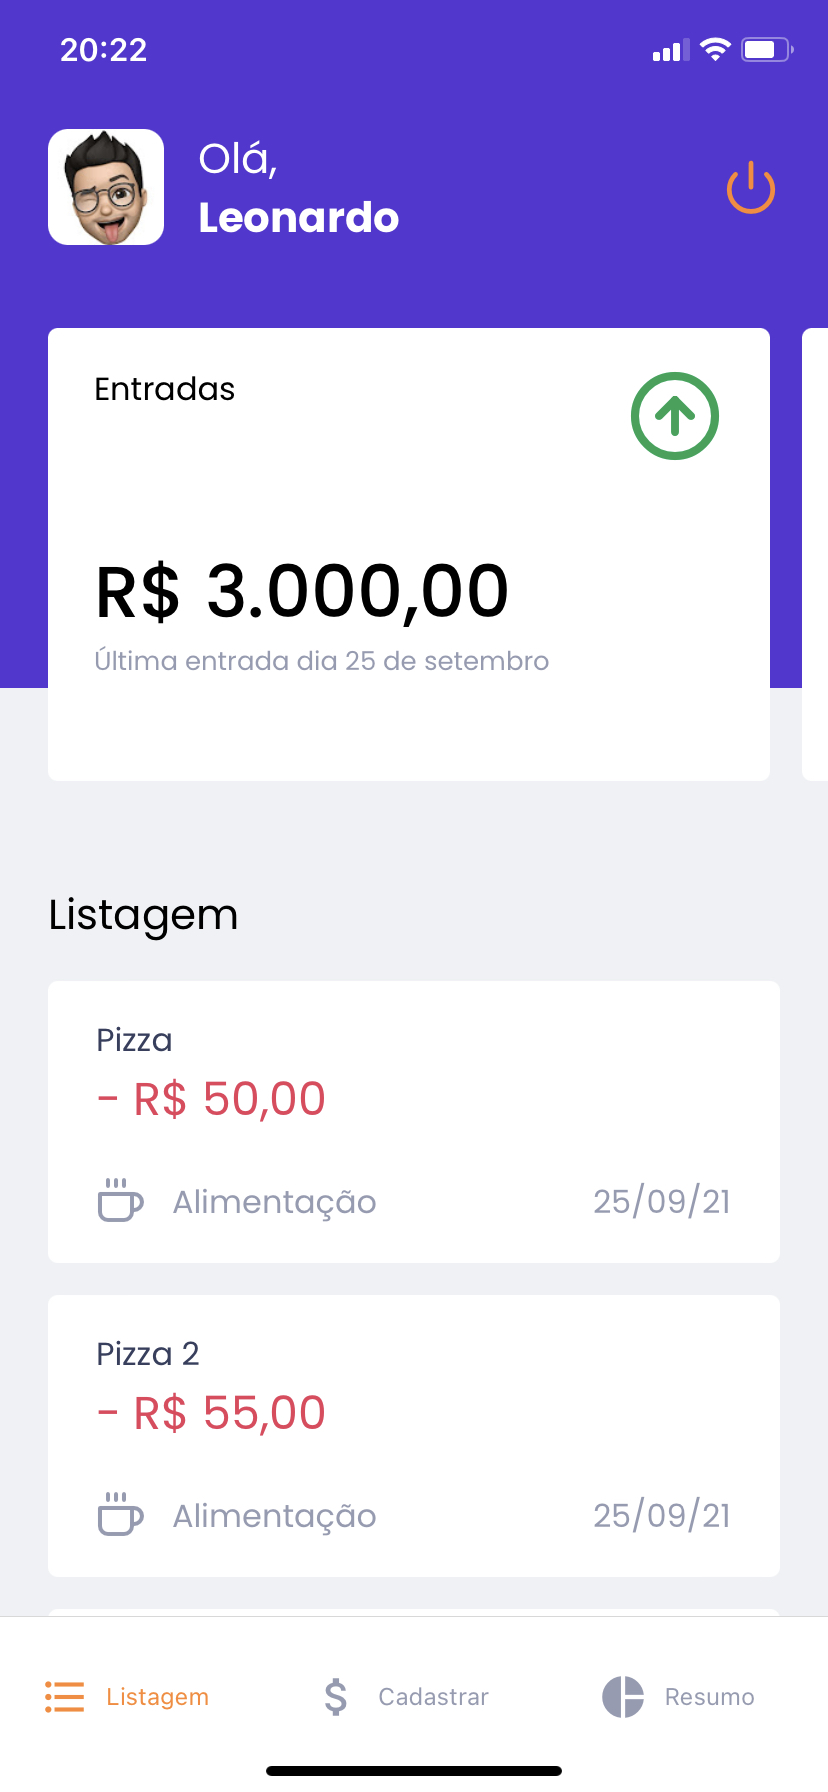 20:22
Olá,
Leonardo
Entradas
R$ 3.000,00
Última entrada dia 25 de setembro
Listagem
Pizza
- R$ 50,00
Alimentação 25/09/21
Pizza 2
- R$ 55,00
Alimentação 25/09/21
Listagem Cadastrar Resumo